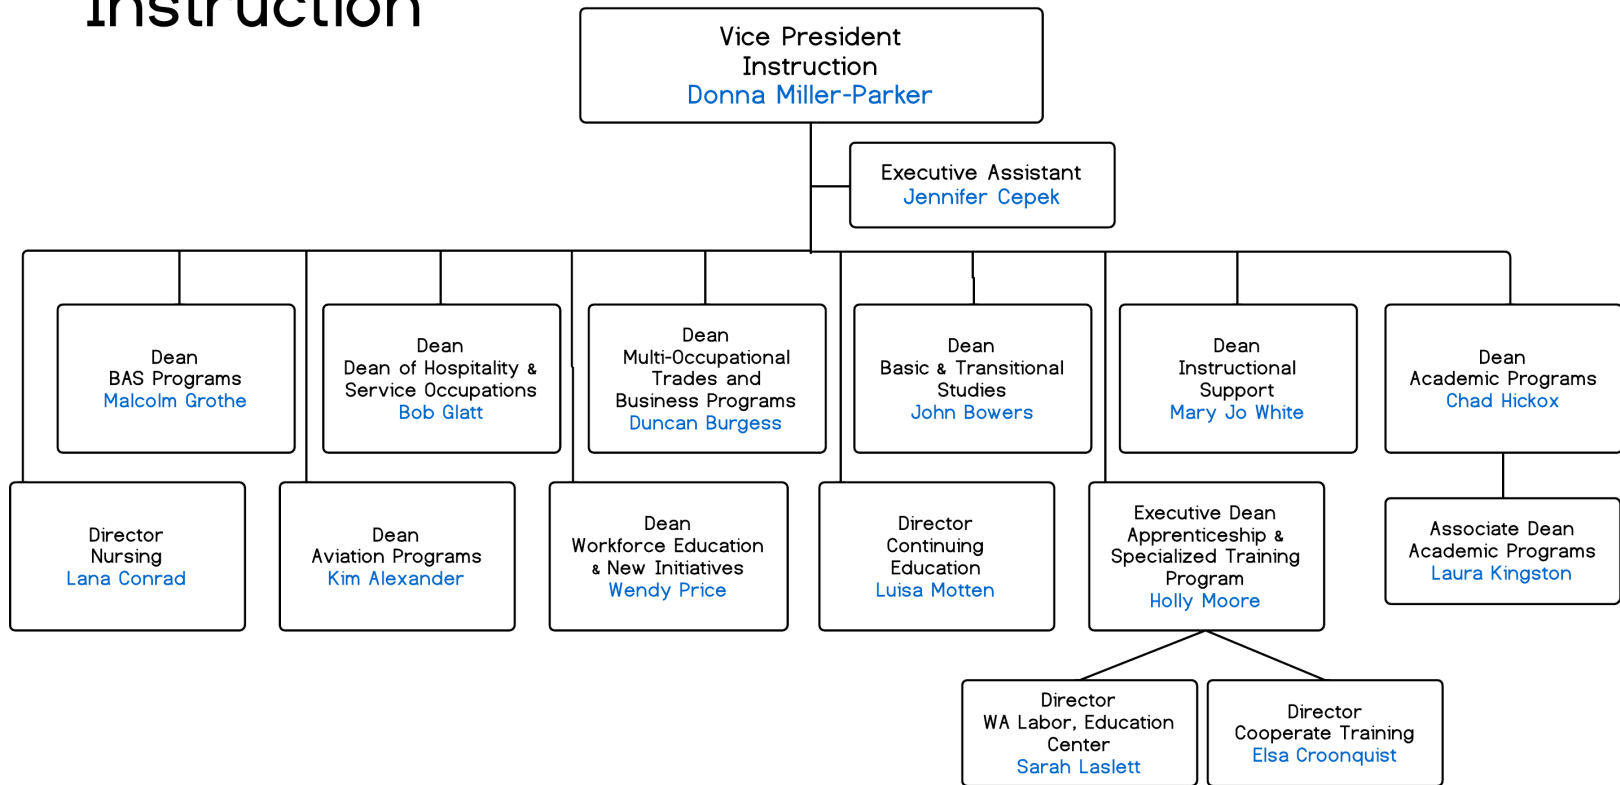 Instruction
Vice President
Instruction
Donna Miller-Parker
Executive Assistant
Jennifer Cepek
Dean
BAS Programs
Malcolm Grothe
Dean
Dean of Hospitality &
Service Occupations
Bob Glatt
Dean
Multi-Occupational
Trades and
Business Programs
Duncan Burgess
Dean
Basic & Transitional
Studies
John Bowers
Dean
Instructional
Support
Mary Jo White
Dean
Academic Programs
Chad Hickox
Director
Nursing
Lana Conrad
Dean
Aviation Programs
Kim Alexander
Dean
Workforce Education
& New Initiatives
Wendy Price
Director
Continuing
Education
Luisa Motten
Executive Dean
Apprenticeship &
Specialized Training
Program
Holly Moore
Associate Dean
Academic Programs
Laura Kingston
Director
WA Labor, Education
Center
Sarah Laslett
Director
Cooperate Training
Elsa Croonquist